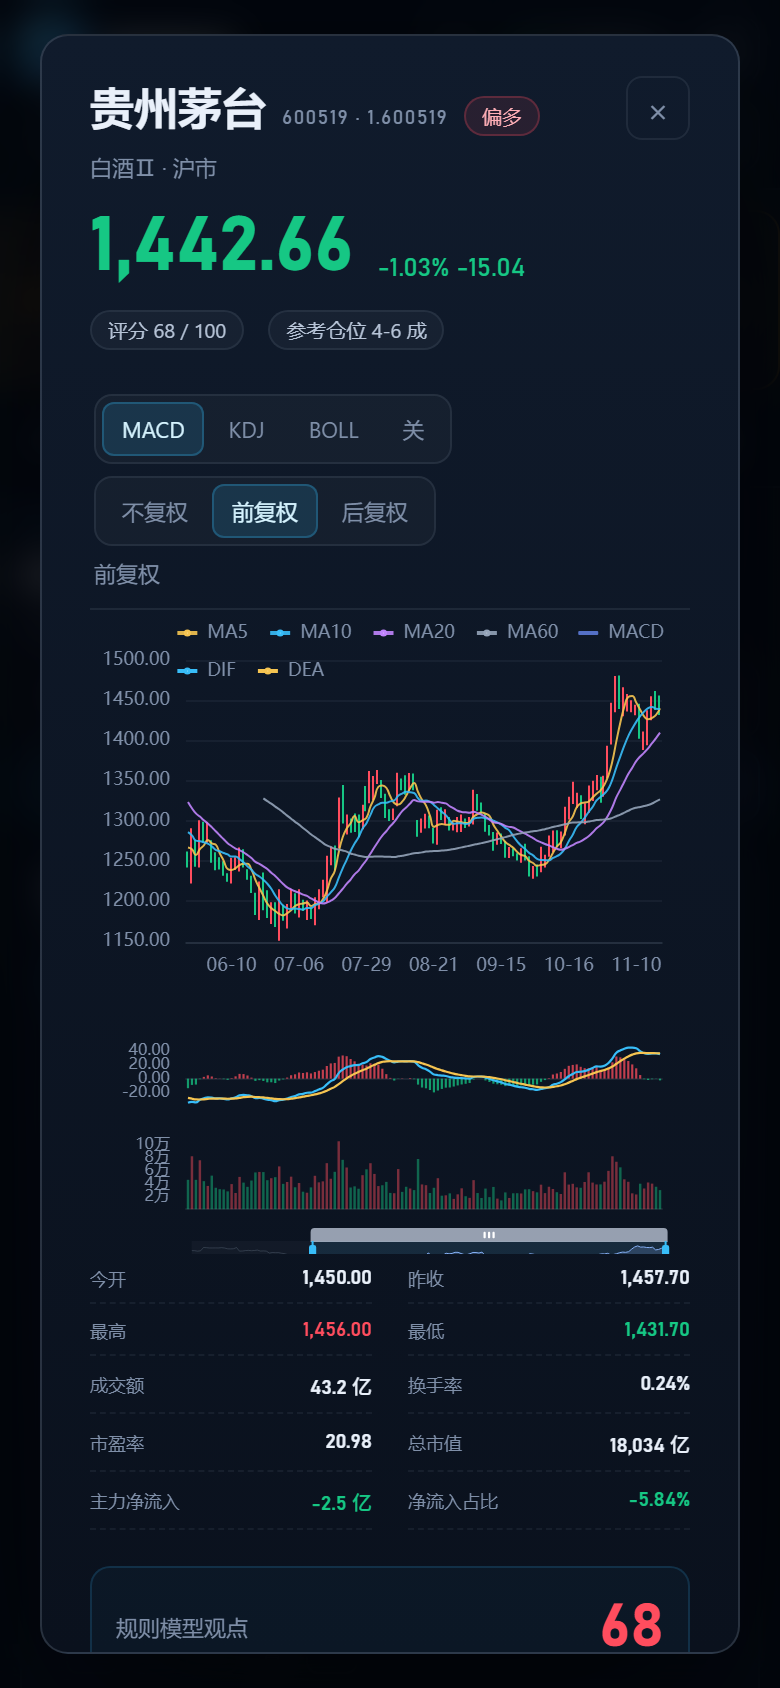 贵州茅台 600519 · 1.600519 偏多 ×
白酒Ⅱ · 沪市
1,442.66 -1.03% -15.04
评分 68 / 100 参考仓位 4-6 成
MACD KDJ BOLL 关
不复权 前复权 后复权
前复权
MA5 MA10 MA20 MA60 MACD
DIF DEA
1500.00
1450.00
1400.00
1350.00
1300.00
1250.00
1200.00
1150.00
06-10 07-06 07-29 08-21 09-15 10-16 11-10
40.00
20.00
0.00
-20.00
10万
8万
6万
4万
2万
今开 1,450.00 昨收 1,457.70
最高 1,456.00 最低 1,431.70
成交额 43.2 亿 换手率 0.24%
市盈率 20.98 总市值 18,034 亿
主力净流入 -2.5 亿 净流入占比 -5.84%
规则模型观点 68